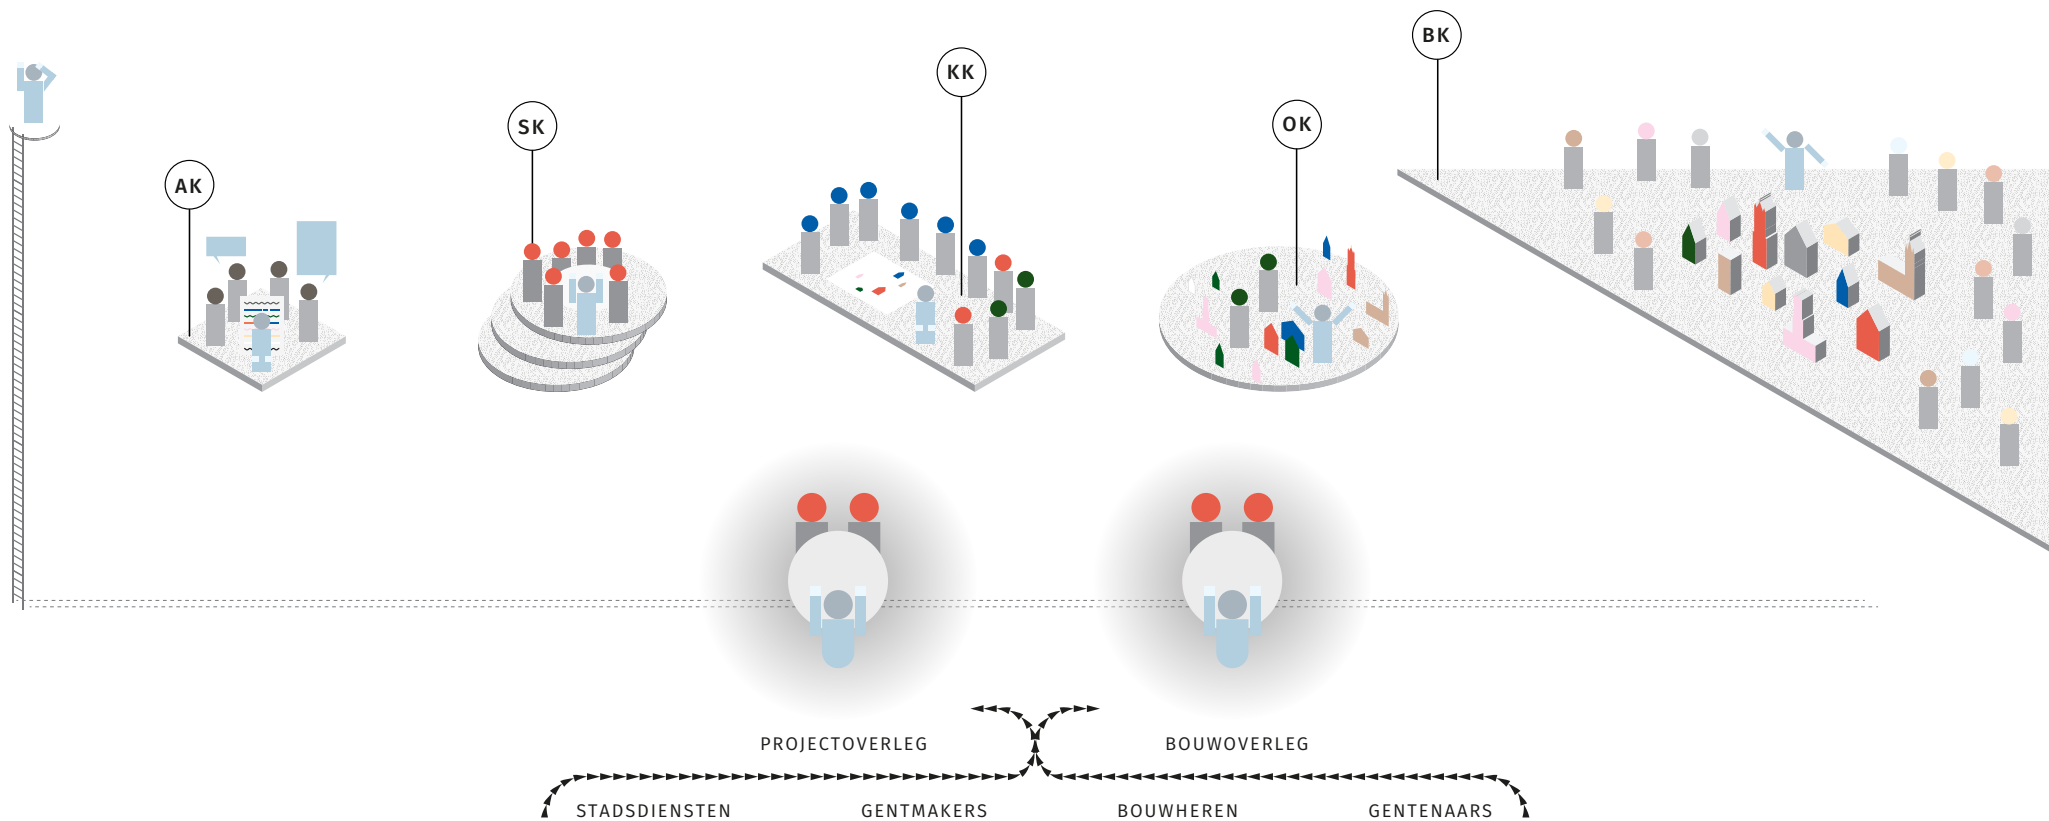 BK
KK
OK
SK
AK
PROJECTOVERLEG
BOUWOVERLEG
STADSDIENSTEN
GENTMAKERS
BOUWHEREN
GENTENAARS